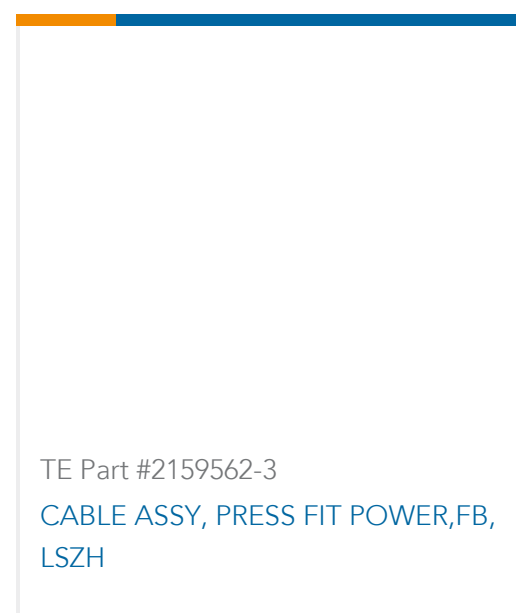 TE Part #2159562-3
CABLE ASSY, PRESS FIT POWER,FB,
LSZH